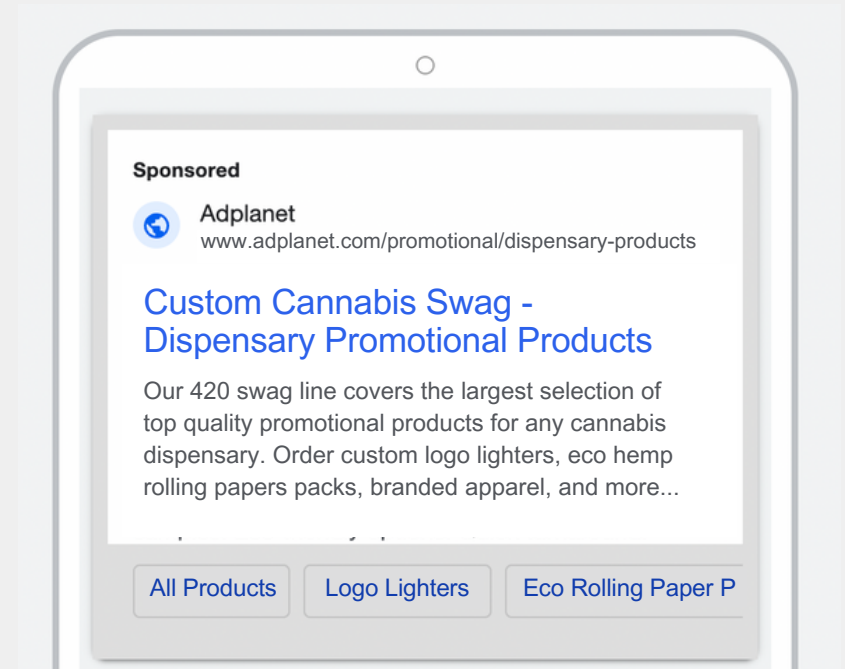 Sponsored
Adplanet
www.adplanet.com/promotional/dispensary-products
Custom Cannabis Swag -
Dispensary Promotional Products
Our 420 swag line covers the largest selection of
top quality promotional products for any cannabis
dispensary. Order custom logo lighters, eco hemp
rolling papers packs, branded apparel, and more...
All Products
Logo Lighters
Eco Rolling Paper P